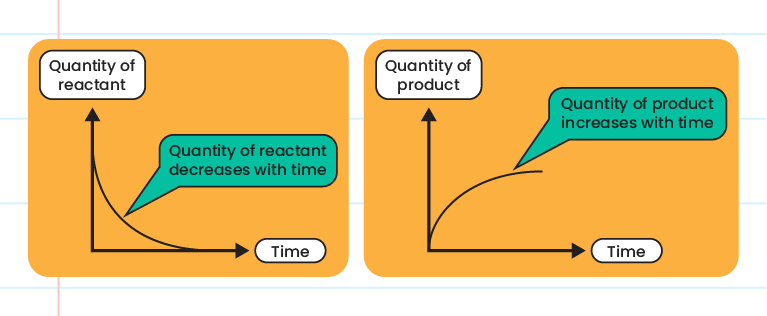 Quantity of
reactant
Quantity of reactant
decreases with time
Time
Quantity of
product
Quantity of product
increases with time
Time